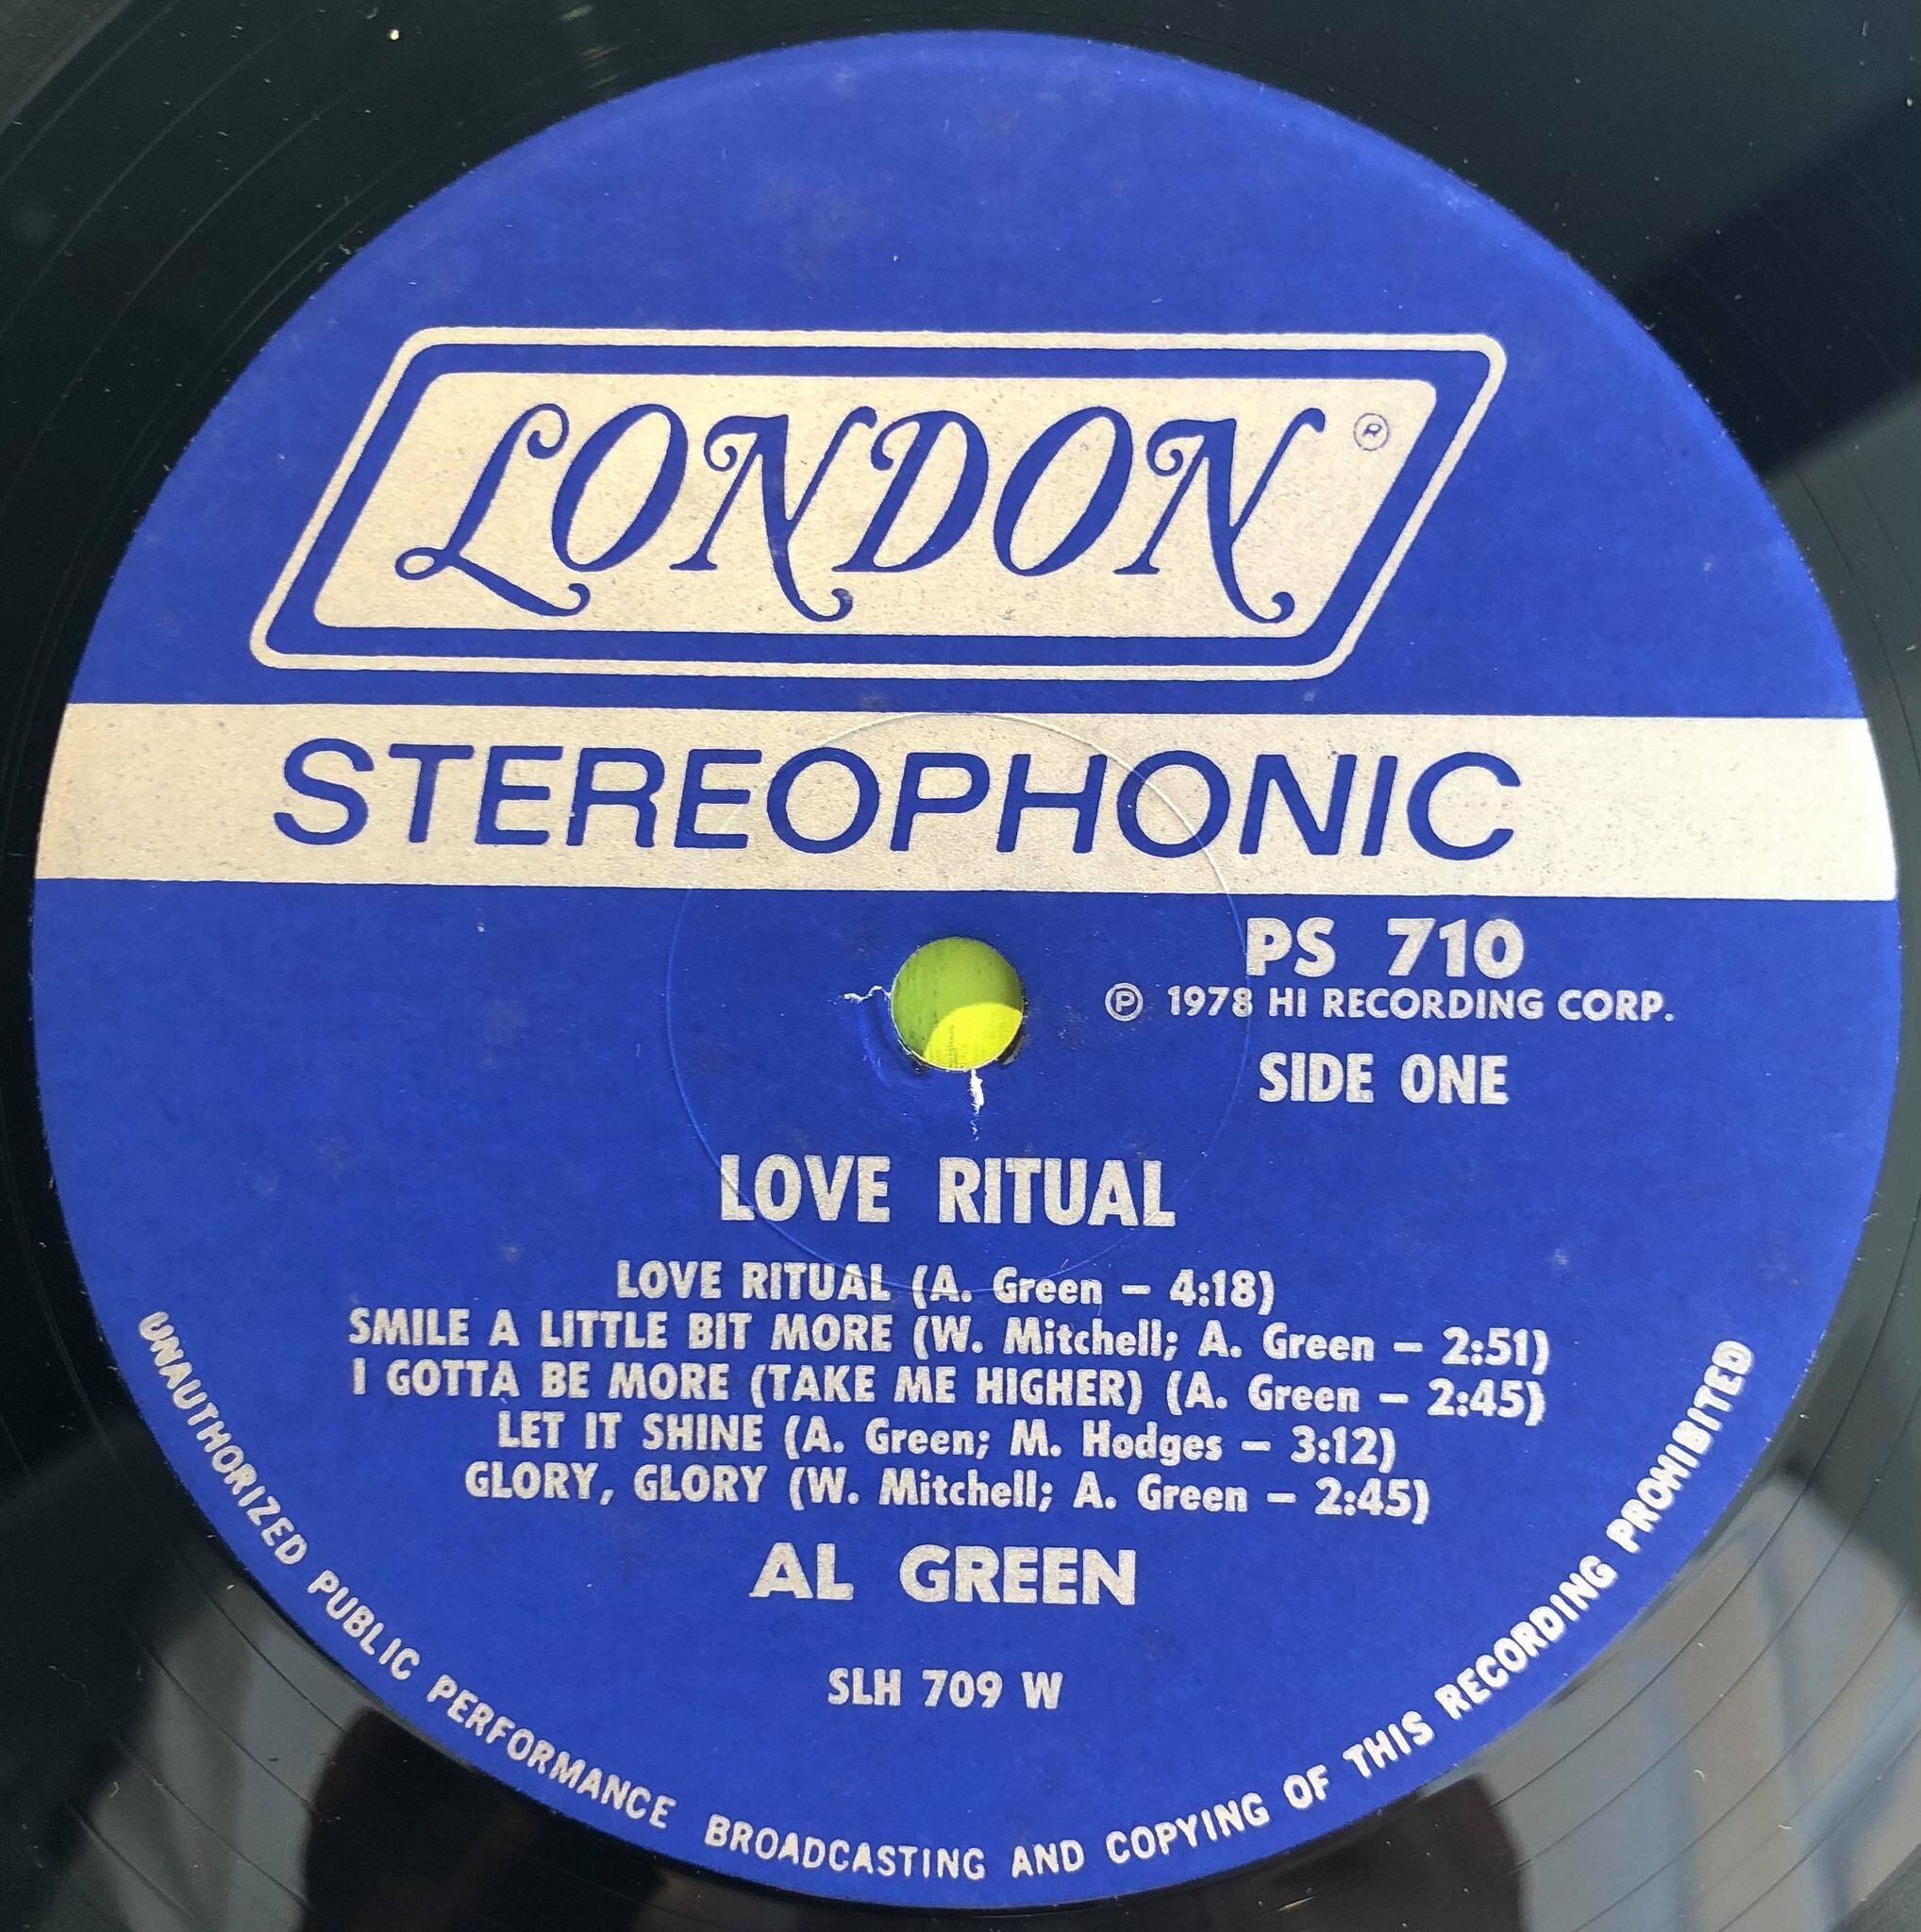 LONDON ®
STEREOPHONIC
PS 710
℗ 1978 HI RECORDING CORP.
SIDE ONE
LOVE RITUAL
LOVE RITUAL (A. Green – 4:18)
SMILE A LITTLE BIT MORE (W. Mitchell; A. Green – 2:51)
I GOTTA BE MORE (TAKE ME HIGHER) (A. Green – 2:45)
LET IT SHINE (A. Green; M. Hodges – 3:12)
GLORY, GLORY (W. Mitchell; A. Green – 2:45)
AL GREEN
SLH 709 W
UNAUTHORIZED PUBLIC PERFORMANCE BROADCASTING AND COPYING OF THIS RECORDING PROHIBITED